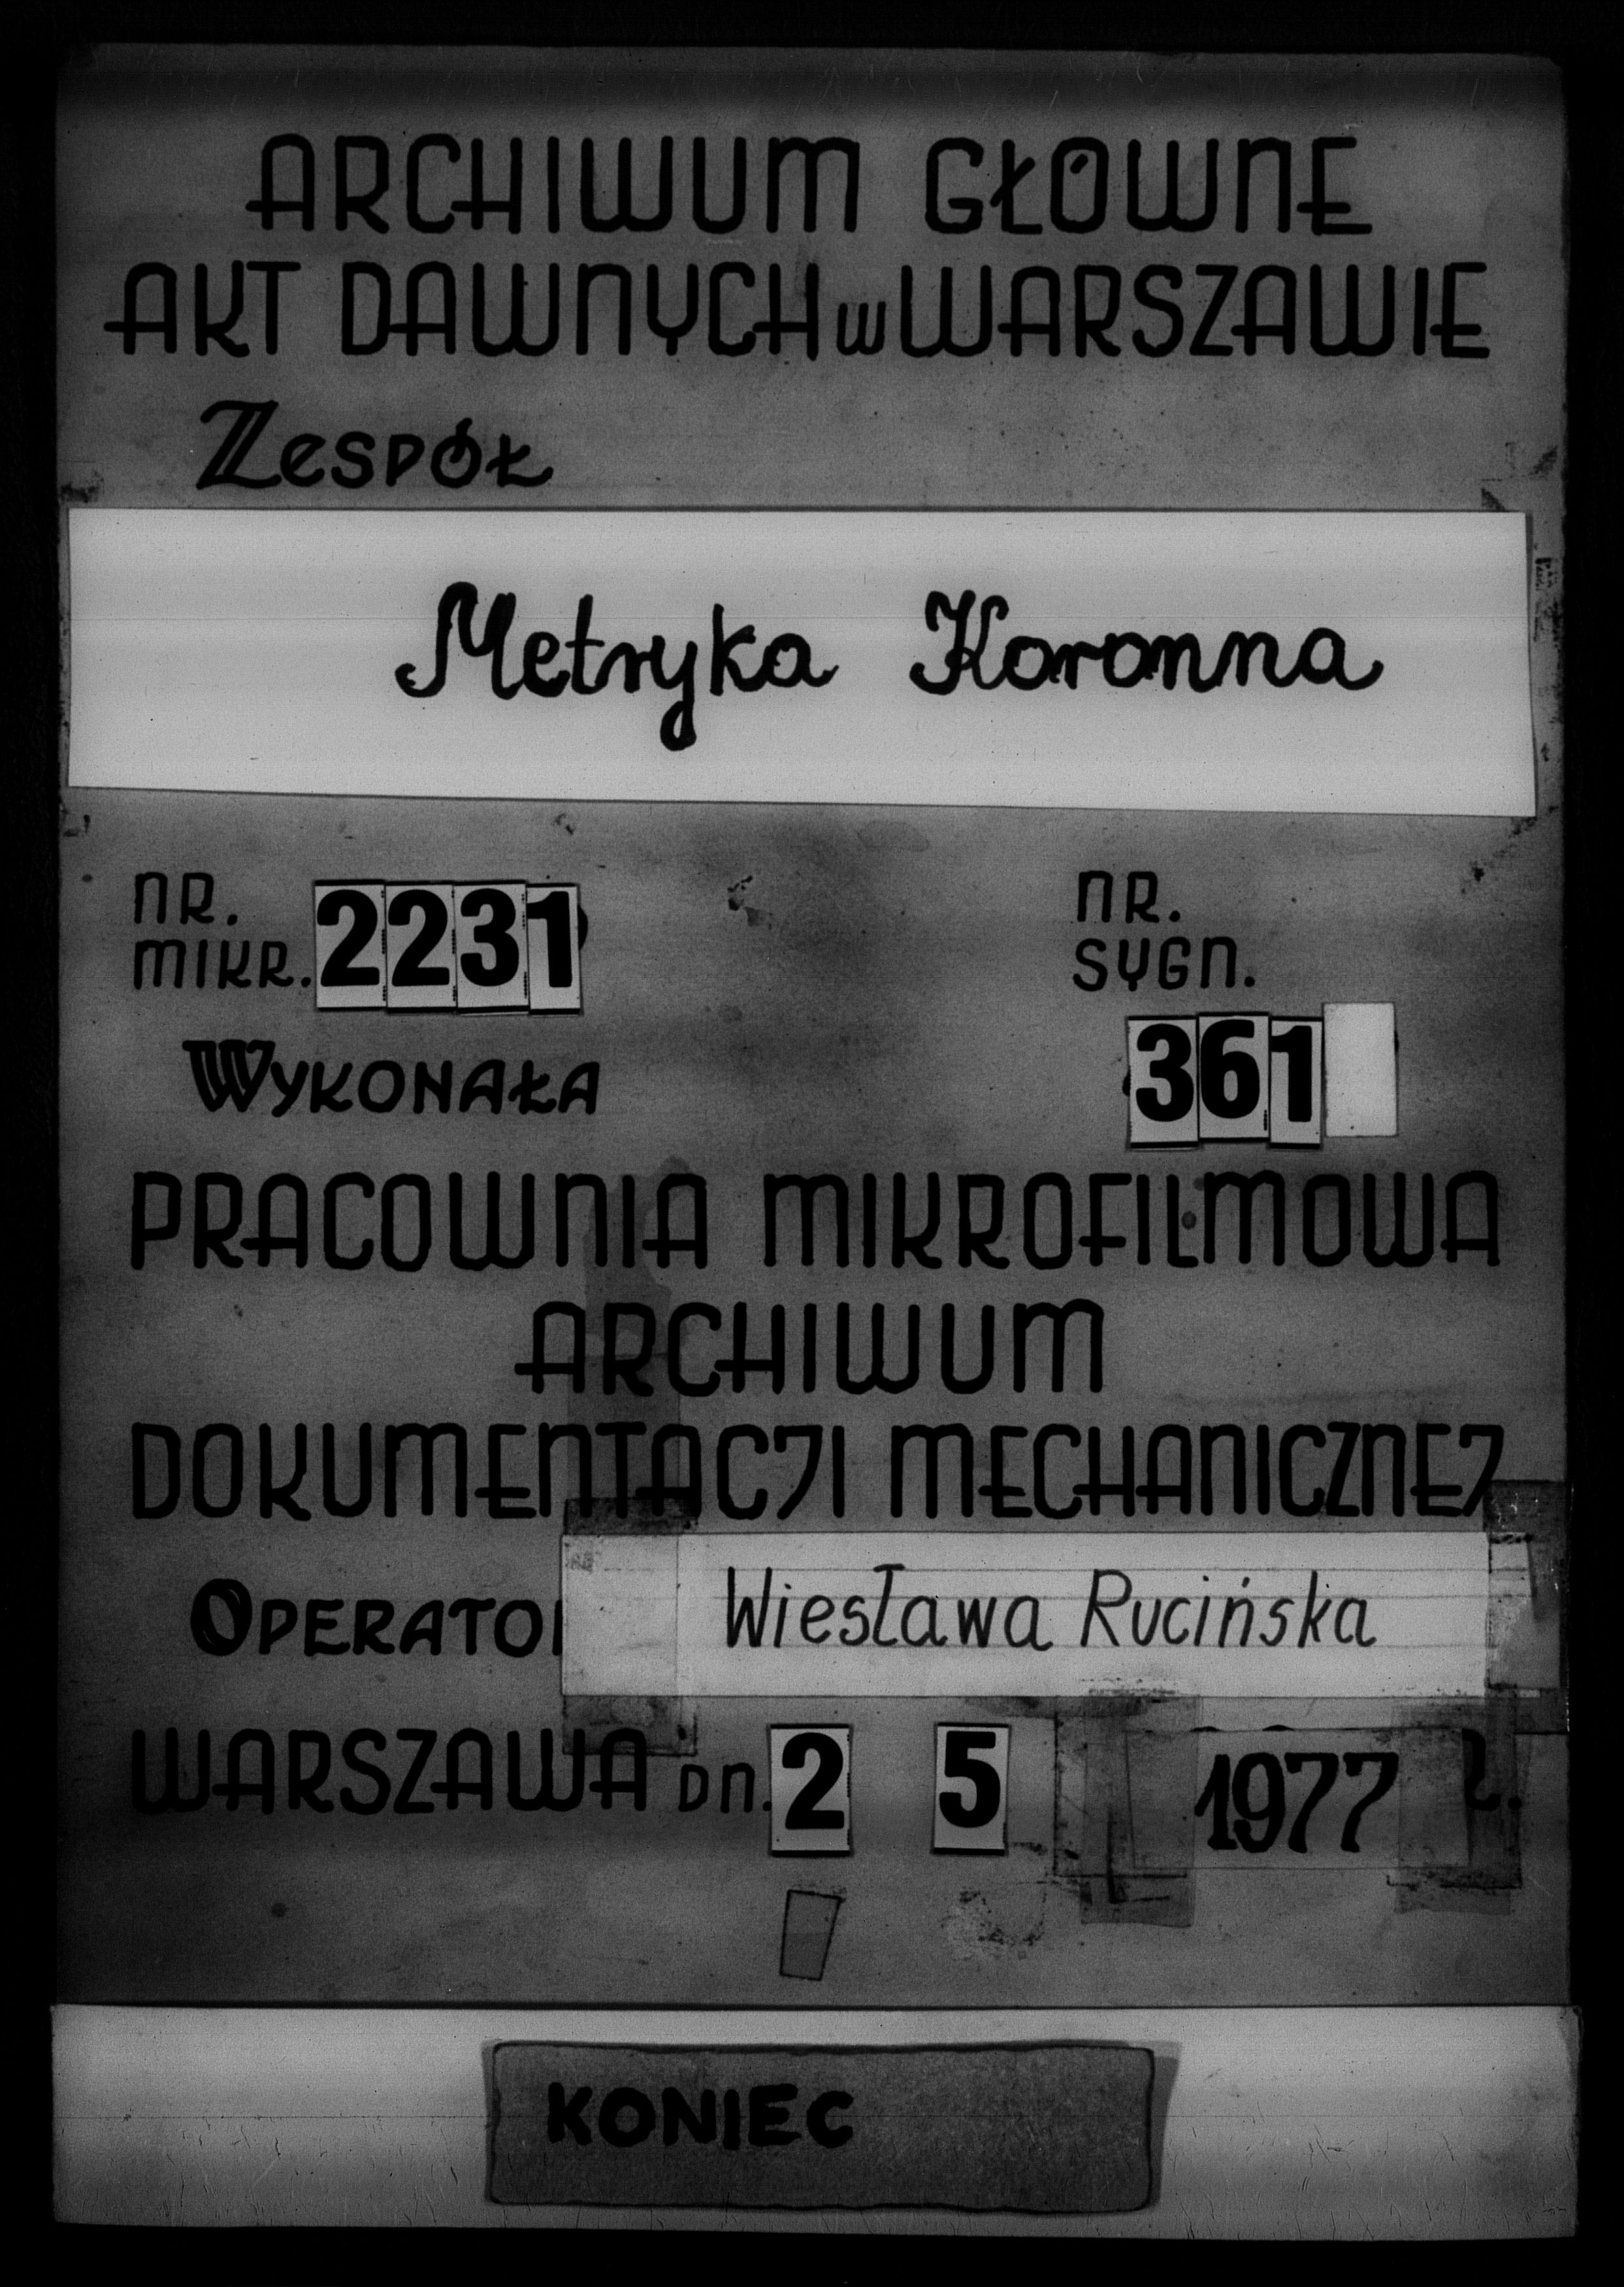 ARCHIWUM GŁÓWNE
AKT DAWNYCH w WARSZAWIE
Zespół
Metryka Koronna
NR.
MIKR. 2231
NR.
SYGN.
361
WYKONAŁA
PRACOWNIA MIKROFILMOWA
ARCHIWUM
DOKUMENTACJI MECHANICZNEJ
OPERATOR Wiesława Rucińska
WARSZAWA DN. 2 5 1977 R.
KONIEC